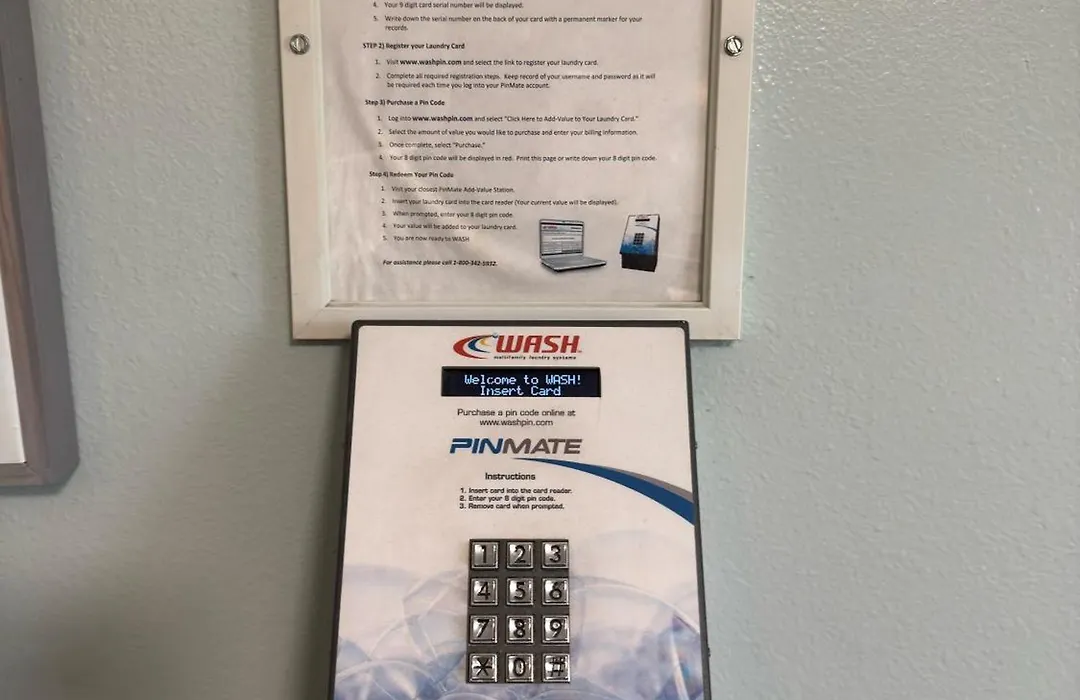 4. Your 9 digit card serial number will be displayed.
5. Write down the serial number on the back of your card with a permanent marker for your
records.
STEP 2) Register your Laundry Card
1. Visit www.washpin.com and select the link to register your laundry card.
2. Complete all required registration steps. Keep record of your username and password as it will
be required each time you log into your PinMate account.
Step 3) Purchase a Pin Code
1. Log into www.washpin.com and select "Click Here to Add-Value to Your Laundry Card."
2. Select the amount of value you would like to purchase and enter your billing information.
3. Once complete, select "Purchase."
4. Your 8 digit pin code will be displayed in red. Print this page or write down your 8 digit pin code.
Step 4) Redeem Your Pin Code
1. Visit your closest PinMate Add-Value Station.
2. Insert your laundry card into the card reader (Your current value will be displayed).
3. When prompted, enter your 8 digit pin code.
4. Your value will be added to your laundry card.
5. You are now ready to WASH
For assistance please call 1-800-342-5932.
WASH
multifamily laundry systems
Welcome to WASH!
Insert Card
Purchase a pin code online at
www.washpin.com
PINMATE
Instructions
1. Insert card into the card reader.
2. Enter your 8 digit pin code.
3. Remove card when prompted.
1 2 3
4 5 6
7 8 9
* 0 #